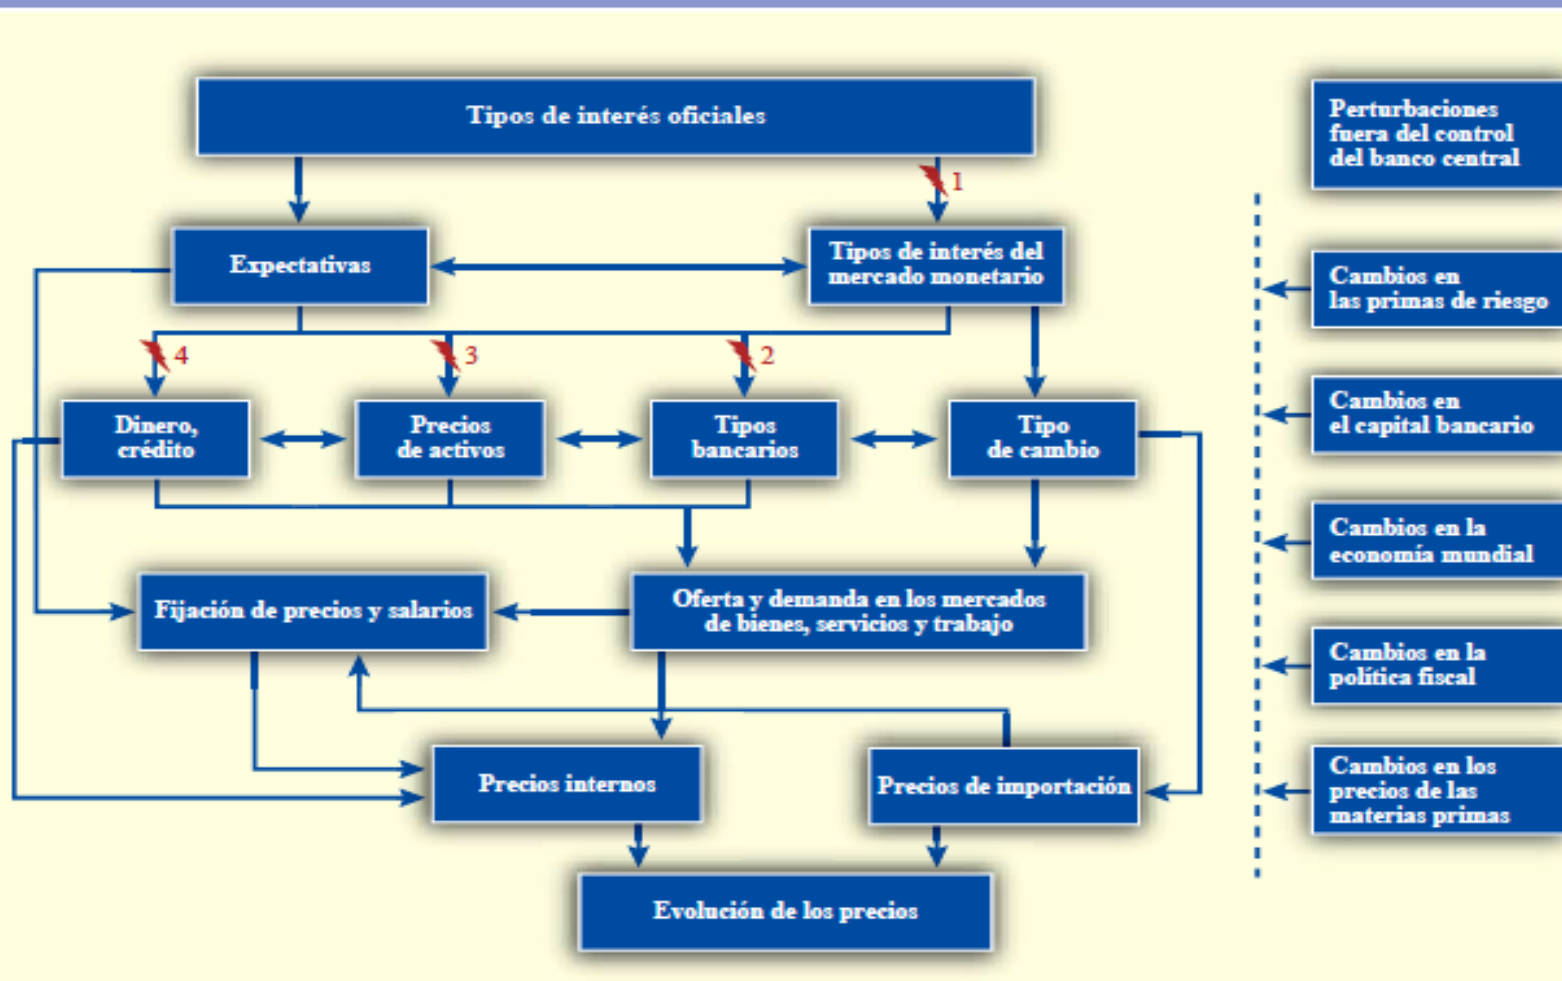 Tipos de interés oficiales
1
Expectativas
Tipos de interés del
mercado monetario
4
3
2
Dinero,
crédito
Precios
de activos
Tipos
bancarios
Tipo
de cambio
Fijación de precios y salarios
Oferta y demanda en los mercados
de bienes, servicios y trabajo
Precios internos
Precios de importación
Evolución de los precios
Perturbaciones
fuera del control
del banco central
Cambios en
las primas de riesgo
Cambios en
el capital bancario
Cambios en la
economía mundial
Cambios en la
política fiscal
Cambios en los
precios de las
materias primas